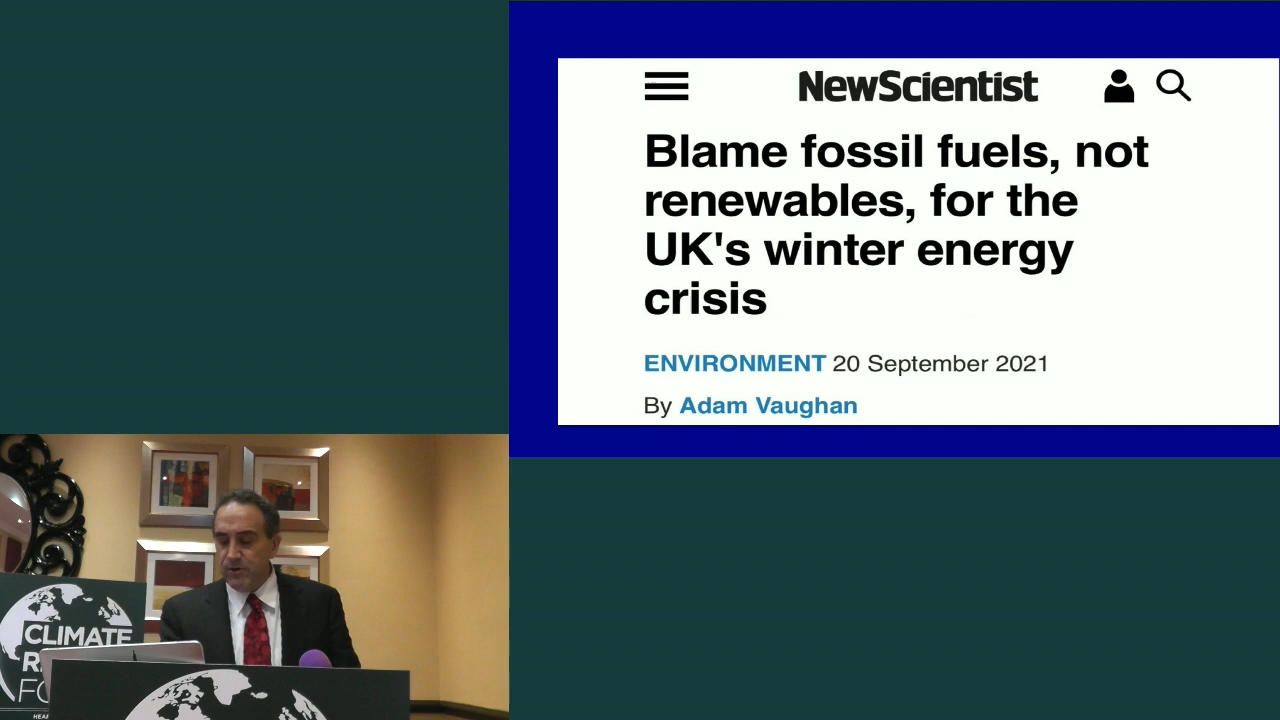 NewScientist
Blame fossil fuels, not
renewables, for the
UK's winter energy
crisis
ENVIRONMENT 20 September 2021
By Adam Vaughan
CLIMATE